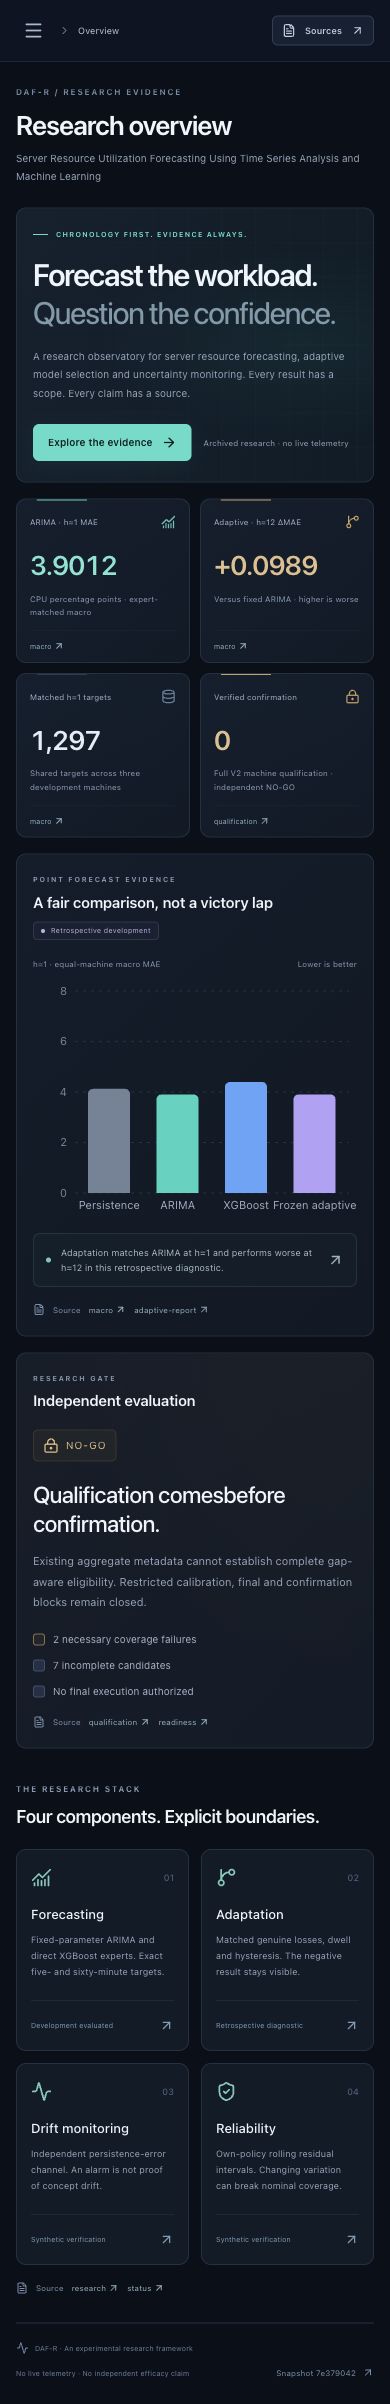 Overview
Sources
DAF-R / RESEARCH EVIDENCE
Research overview
Server Resource Utilization Forecasting Using Time Series Analysis and
Machine Learning
CHRONOLOGY FIRST. EVIDENCE ALWAYS.
Forecast the workload.
Question the confidence.
A research observatory for server resource forecasting, adaptive
model selection and uncertainty monitoring. Every result has a
scope. Every claim has a source.
Explore the evidence
Archived research · no live telemetry
ARIMA · h=1 MAE
3.9012
CPU percentage points · expert-
matched macro
macro
Adaptive · h=12 ΔMAE
+0.0989
Versus fixed ARIMA · higher is worse
macro
Matched h=1 targets
1,297
Shared targets across three
development machines
macro
Verified confirmation
0
Full V2 machine qualification ·
independent NO-GO
qualification
POINT FORECAST EVIDENCE
A fair comparison, not a victory lap
Retrospective development
h=1 · equal-machine macro MAE
Lower is better
8
6
4
2
0
Persistence
ARIMA
XGBoost
Frozen adaptive
Adaptation matches ARIMA at h=1 and performs worse at
h=12 in this retrospective diagnostic.
Source macro adaptive-report
RESEARCH GATE
Independent evaluation
NO-GO
Qualification comesbefore
confirmation.
Existing aggregate metadata cannot establish complete gap-
aware eligibility. Restricted calibration, final and confirmation
blocks remain closed.
2 necessary coverage failures
7 incomplete candidates
No final execution authorized
Source qualification readiness
THE RESEARCH STACK
Four components. Explicit boundaries.
01
Forecasting
Fixed-parameter ARIMA and
direct XGBoost experts. Exact
five- and sixty-minute targets.
Development evaluated
02
Adaptation
Matched genuine losses, dwell
and hysteresis. The negative
result stays visible.
Retrospective diagnostic
03
Drift monitoring
Independent persistence-error
channel. An alarm is not proof
of concept drift.
Synthetic verification
04
Reliability
Own-policy rolling residual
intervals. Changing variation
can break nominal coverage.
Synthetic verification
Source research status
DAF-R · An experimental research framework
No live telemetry · No independent efficacy claim
Snapshot 7e379042